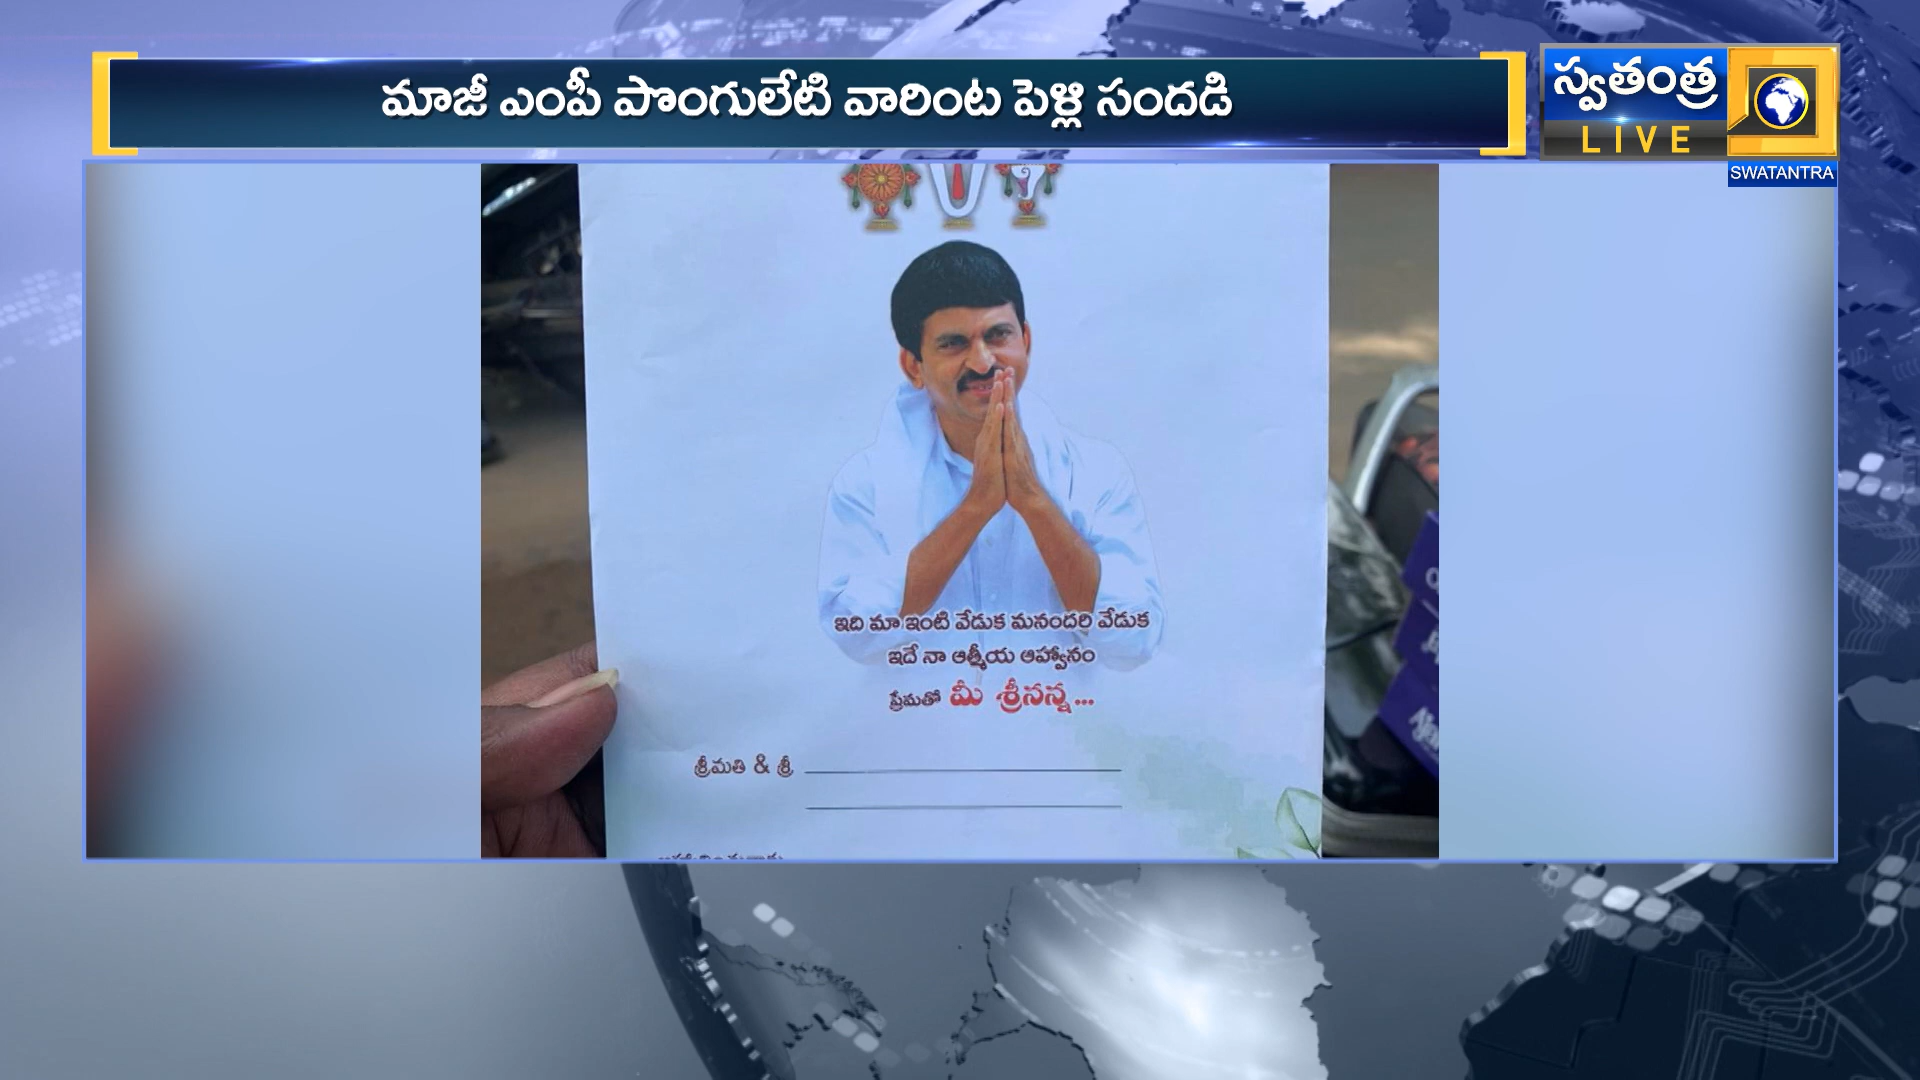 మాజీ ఎంపీ పొంగులేటి వారింట పెళ్లి సందడి
స్వతంత్ర
LIVE
SWATANTRA
ఇది మా ఇంటి వేడుక మనందరి వేడుక
ఇదే నా ఆత్మీయ ఆహ్వానం
ప్రేమతో మీ శ్రీనన్న...
శ్రీమతి & శ్రీ